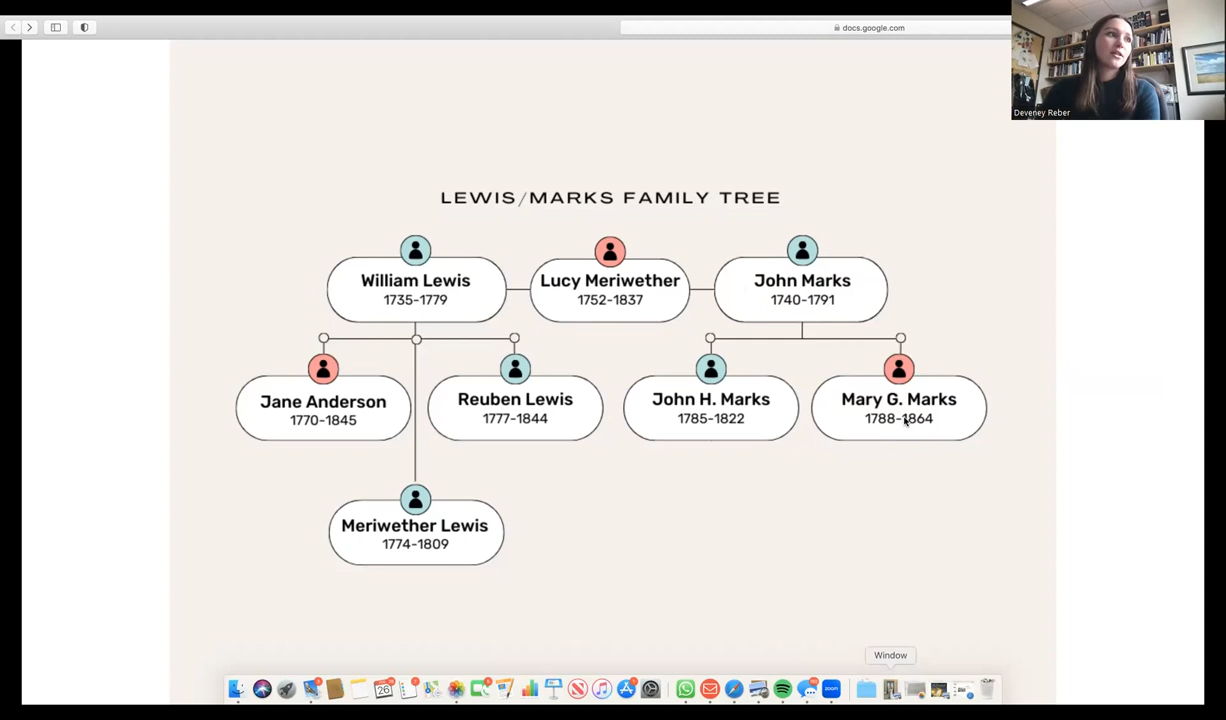 docs.google.com
Deveney Reber
LEWIS/MARKS FAMILY TREE
William Lewis
1735-1779
Lucy Meriwether
1752-1837
John Marks
1740-1791
Jane Anderson
1770-1845
Reuben Lewis
1777-1844
John H. Marks
1785-1822
Mary G. Marks
1788-1864
Meriwether Lewis
1774-1809
Window
26
zoom